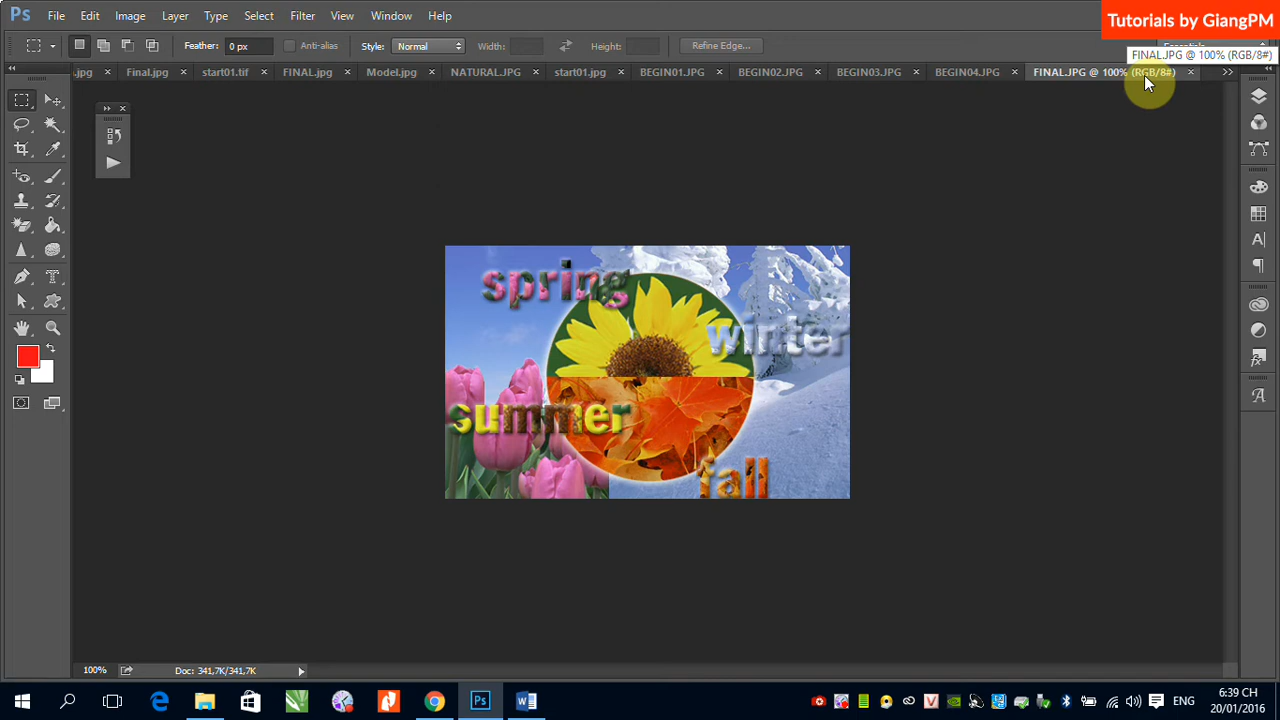 Ps File Edit Image Layer Type Select Filter View Window Help
Tutorials by GiangPM
Feather: 0 px Anti-alias Style: Normal Width: Height: Refine Edge...
Essentials
FINAL.JPG @ 100% (RGB/8#)
.jpg × Final.jpg × start01.tif × FINAL.jpg × Model.jpg × NATURAL.JPG × start01.jpg × BEGIN01.JPG × BEGIN02.JPG × BEGIN03.JPG × BEGIN04.JPG × FINAL.JPG @ 100% (RGB/8#) ×
spring
winter
summer
fall
100% Doc: 341,7K/341,7K
ENG
6:39 CH
20/01/2016